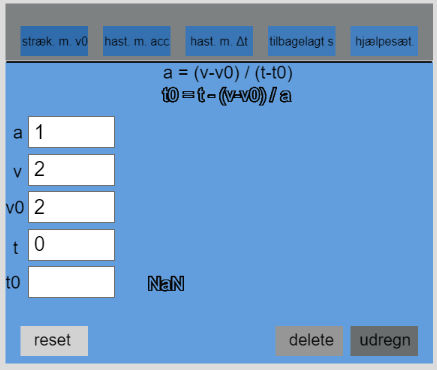 stræk. m. v0 hast. m. acc hast. m. Δt tilbagelagt s hjælpesæt.
a = (v-v0) / (t-t0)
t0 = t - (v-v0) / a
a 1
v 2
v0 2
t 0
t0 NaN
reset delete udregn